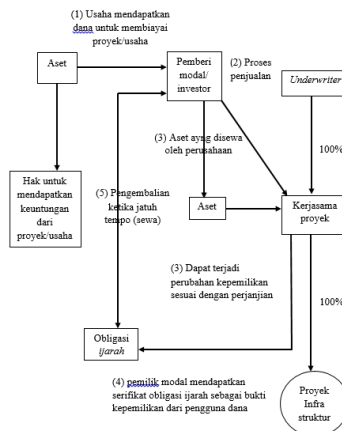 (1) Usaha mendapatkan
dana untuk membiayai
proyek/usaha
Aset
Pemberi
modal/
investor
(2) Proses
penjualan
Underwriter
(3) Aset ayng disewa
oleh perusahaan
100%
Hak untuk
mendapatkan
keuntungan
dari
proyek/usaha
(5) Pengembalian
ketika jatuh
tempo (sewa)
Aset
Kerjasama
proyek
(3) Dapat terjadi
perubahan kepemilikan
sesuai dengan perjanjian
100%
Obligasi
ijarah
(4) pemilik modal mendapatkan
serifikat obligasi ijarah sebagai bukti
kepemilikan dari pengguna dana
Proyek
Infra
struktur